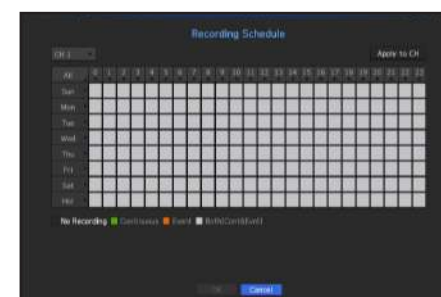 Recording Schedule
CH 1 Apply to CH
All 0 1 2 3 4 5 6 7 8 9 10 11 12 13 14 15 16 17 18 19 20 21 22 23
Sun
Mon
Tue
Wed
Thu
Fri
Sat
Hol
No Recording Continuous Event Both(Cont&Evnt)
OK Cancel